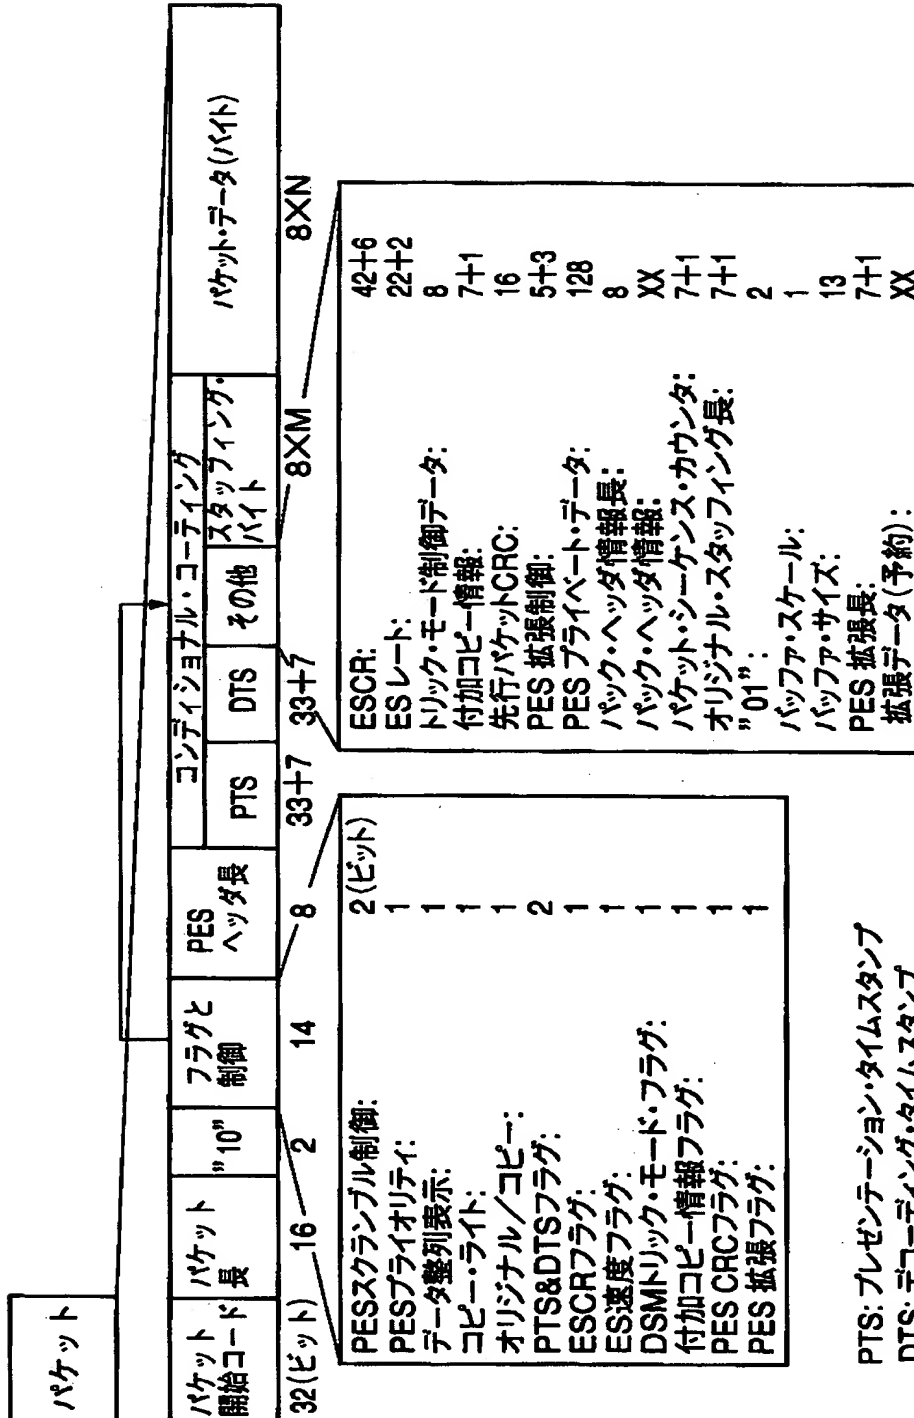 パケット
パケット
開始コード
パケット
長
"10"
フラグと
制御
PES
ヘッダ長
コンディショナル・コーティング
PTS
DTS
その他
スタッフィング・
バイト
パケット・データ(バイト)
32(ビット)
16
2
14
8
33+7
33+7
8×M
8×N
PESスクランブル制御: 2(ビット)
PESプライオリティ: 1
データ整列表示: 1
コピー・ライト: 1
オリジナル/コピー: 1
PTS&DTSフラグ: 2
ESCRフラグ: 1
ES速度フラグ: 1
DSMトリック・モード・フラグ: 1
付加コピー情報フラグ: 1
PES CRCフラグ: 1
PES 拡張フラグ: 1
ESCR: 42+6
ES レート: 22+2
トリック・モード制御データ: 8
付加コピー情報: 7+1
先行パケットCRC: 16
PES 拡張制御: 5+3
PES プライベート・データ: 128
パック・ヘッダ情報長: 8
パック・ヘッダ情報: XX
パケット・シーケンス・カウンタ: 7+1
オリジナル・スタッフィング長: 7+1
"01": 2
バッファ・スケール: 1
バッファ・サイズ: 13
PES 拡張長: 7+1
拡張データ(予約): XX
PTS: プレゼンテーション・タイムスタンプ
DTS: デコーディング・タイムスタンプ